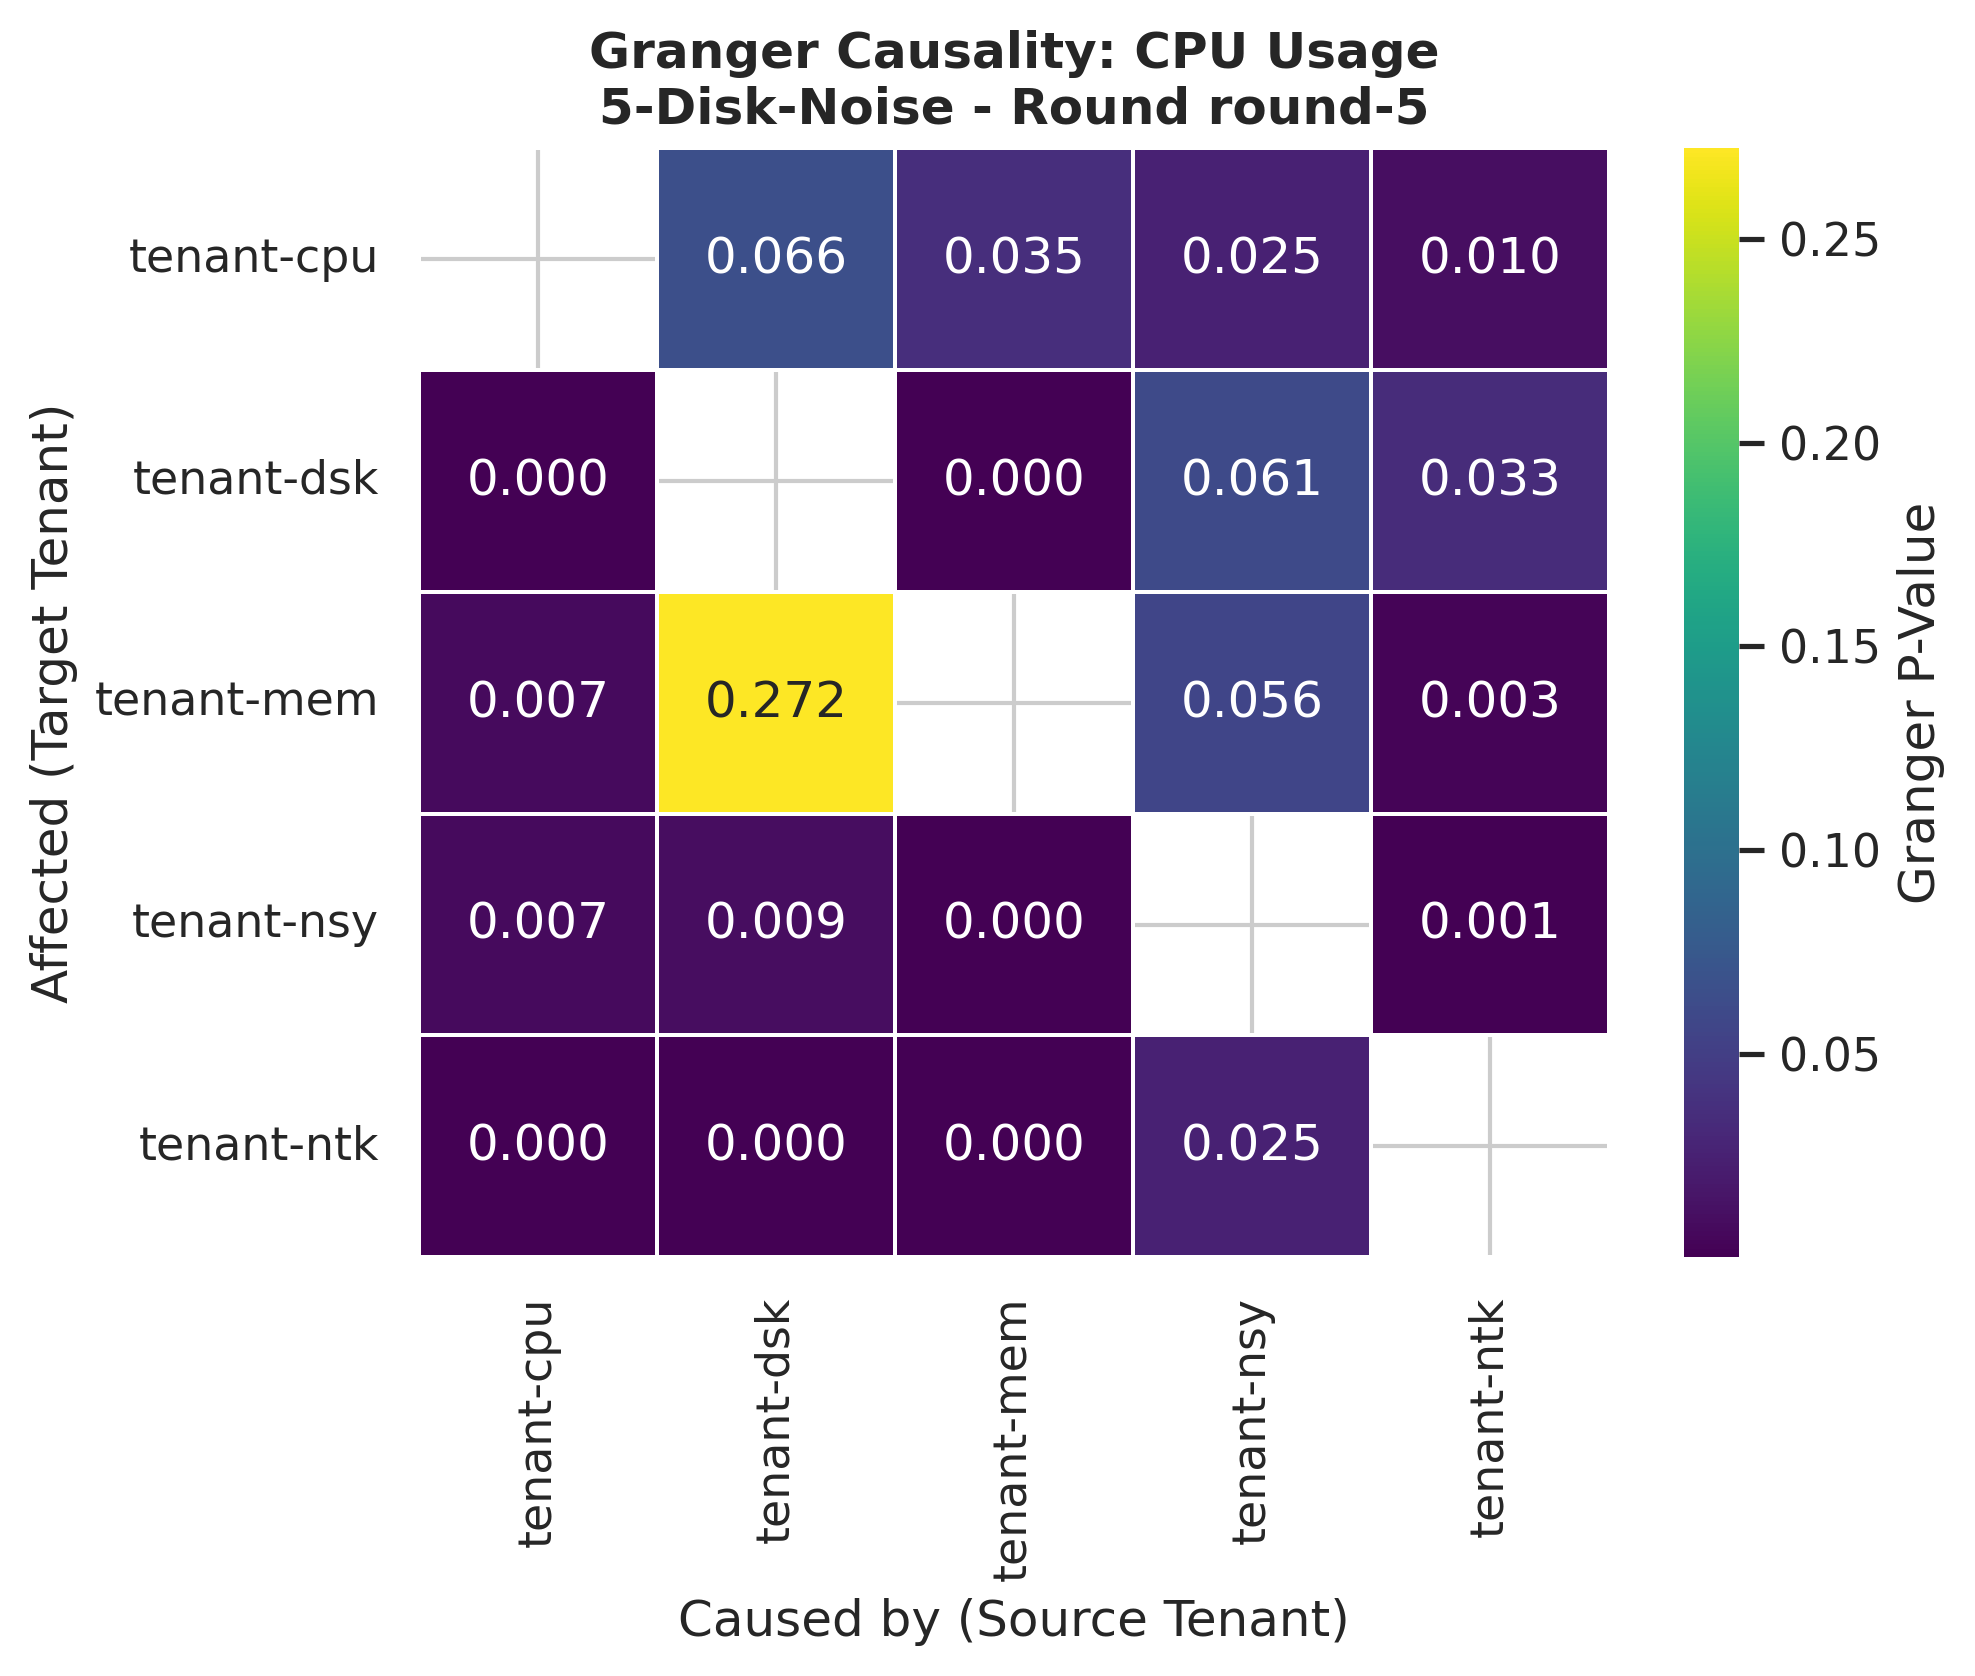 Granger Causality: CPU Usage
5-Disk-Noise - Round round-5
Affected (Target Tenant)
tenant-cpu 0.066 0.035 0.025 0.010
tenant-dsk 0.000 0.000 0.061 0.033
tenant-mem 0.007 0.272 0.056 0.003
tenant-nsy 0.007 0.009 0.000 0.001
tenant-ntk 0.000 0.000 0.000 0.025
tenant-cpu
tenant-dsk
tenant-mem
tenant-nsy
tenant-ntk
Caused by (Source Tenant)
0.25
0.20
0.15
0.10
0.05
Granger P-Value